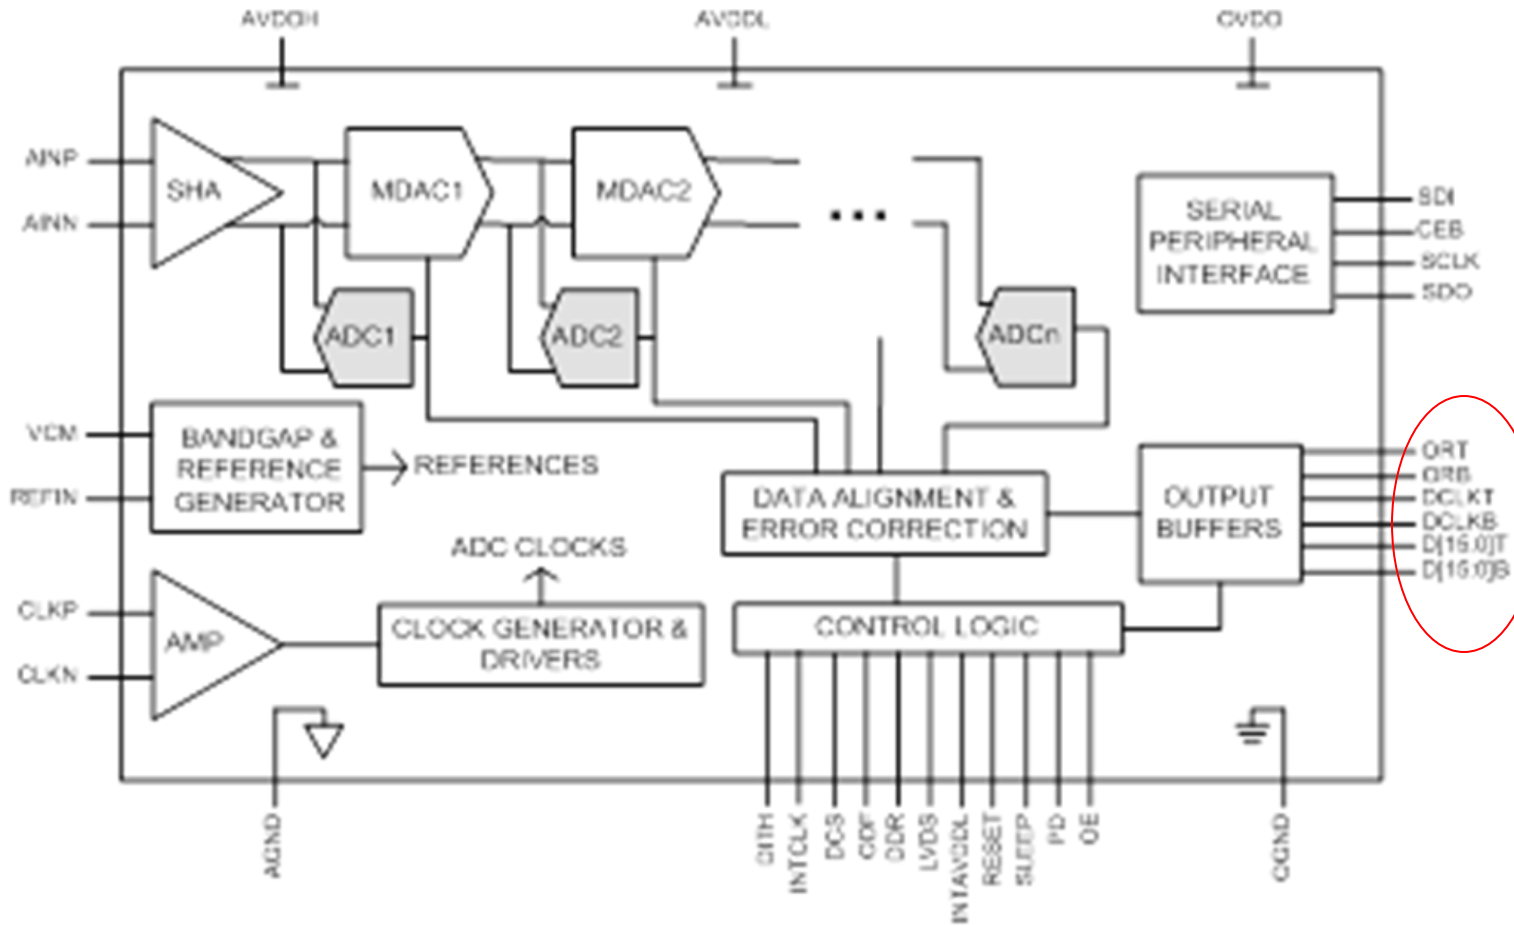 AVDDH
AVDDL
OVDD
AINP
AINN
SHA
MDAC1
MDAC2
...
ADC1
ADC2
ADCn
SERIAL
PERIPHERAL
INTERFACE
SDI
CEB
SCLK
SDO
VCM
REFIN
BANDGAP &
REFERENCE
GENERATOR
REFERENCES
DATA ALIGNMENT &
ERROR CORRECTION
OUTPUT
BUFFERS
ORT
ORB
DCLKT
DCLKB
D[15:0]T
D[15:0]B
ADC CLOCKS
CLKP
CLKN
AMP
CLOCK GENERATOR &
DRIVERS
CONTROL LOGIC
AGND
DITH
INTCLK
DCS
ODF
DDR
LVDS
INTAVDDL
RESET
SLEEP
PD
OE
OGND